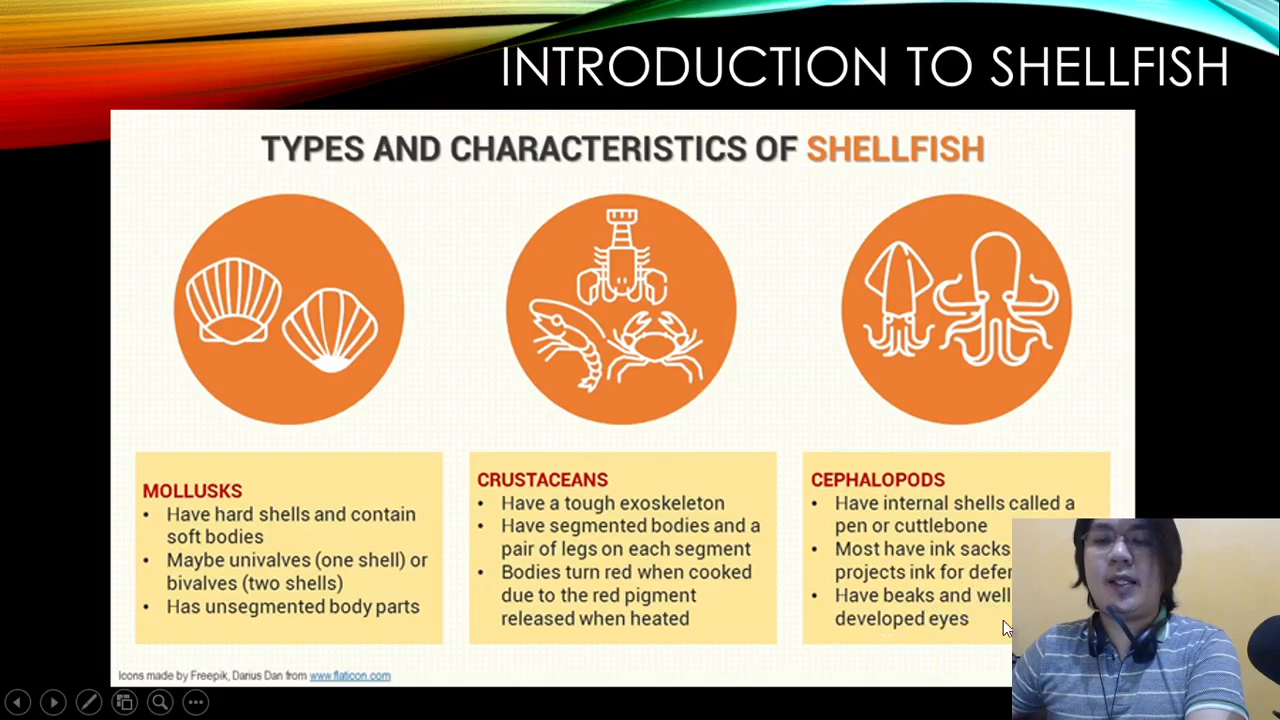 INTRODUCTION TO SHELLFISH
TYPES AND CHARACTERISTICS OF SHELLFISH
MOLLUSKS
• Have hard shells and contain
soft bodies
• Maybe univalves (one shell) or
bivalves (two shells)
• Has unsegmented body parts
CRUSTACEANS
• Have a tough exoskeleton
• Have segmented bodies and a
pair of legs on each segment
• Bodies turn red when cooked
due to the red pigment
released when heated
CEPHALOPODS
• Have internal shells called a
pen or cuttlebone
• Most have ink sacks
projects ink for defen
• Have beaks and well
developed eyes
Icons made by Freepik, Darius Dan from www.flaticon.com